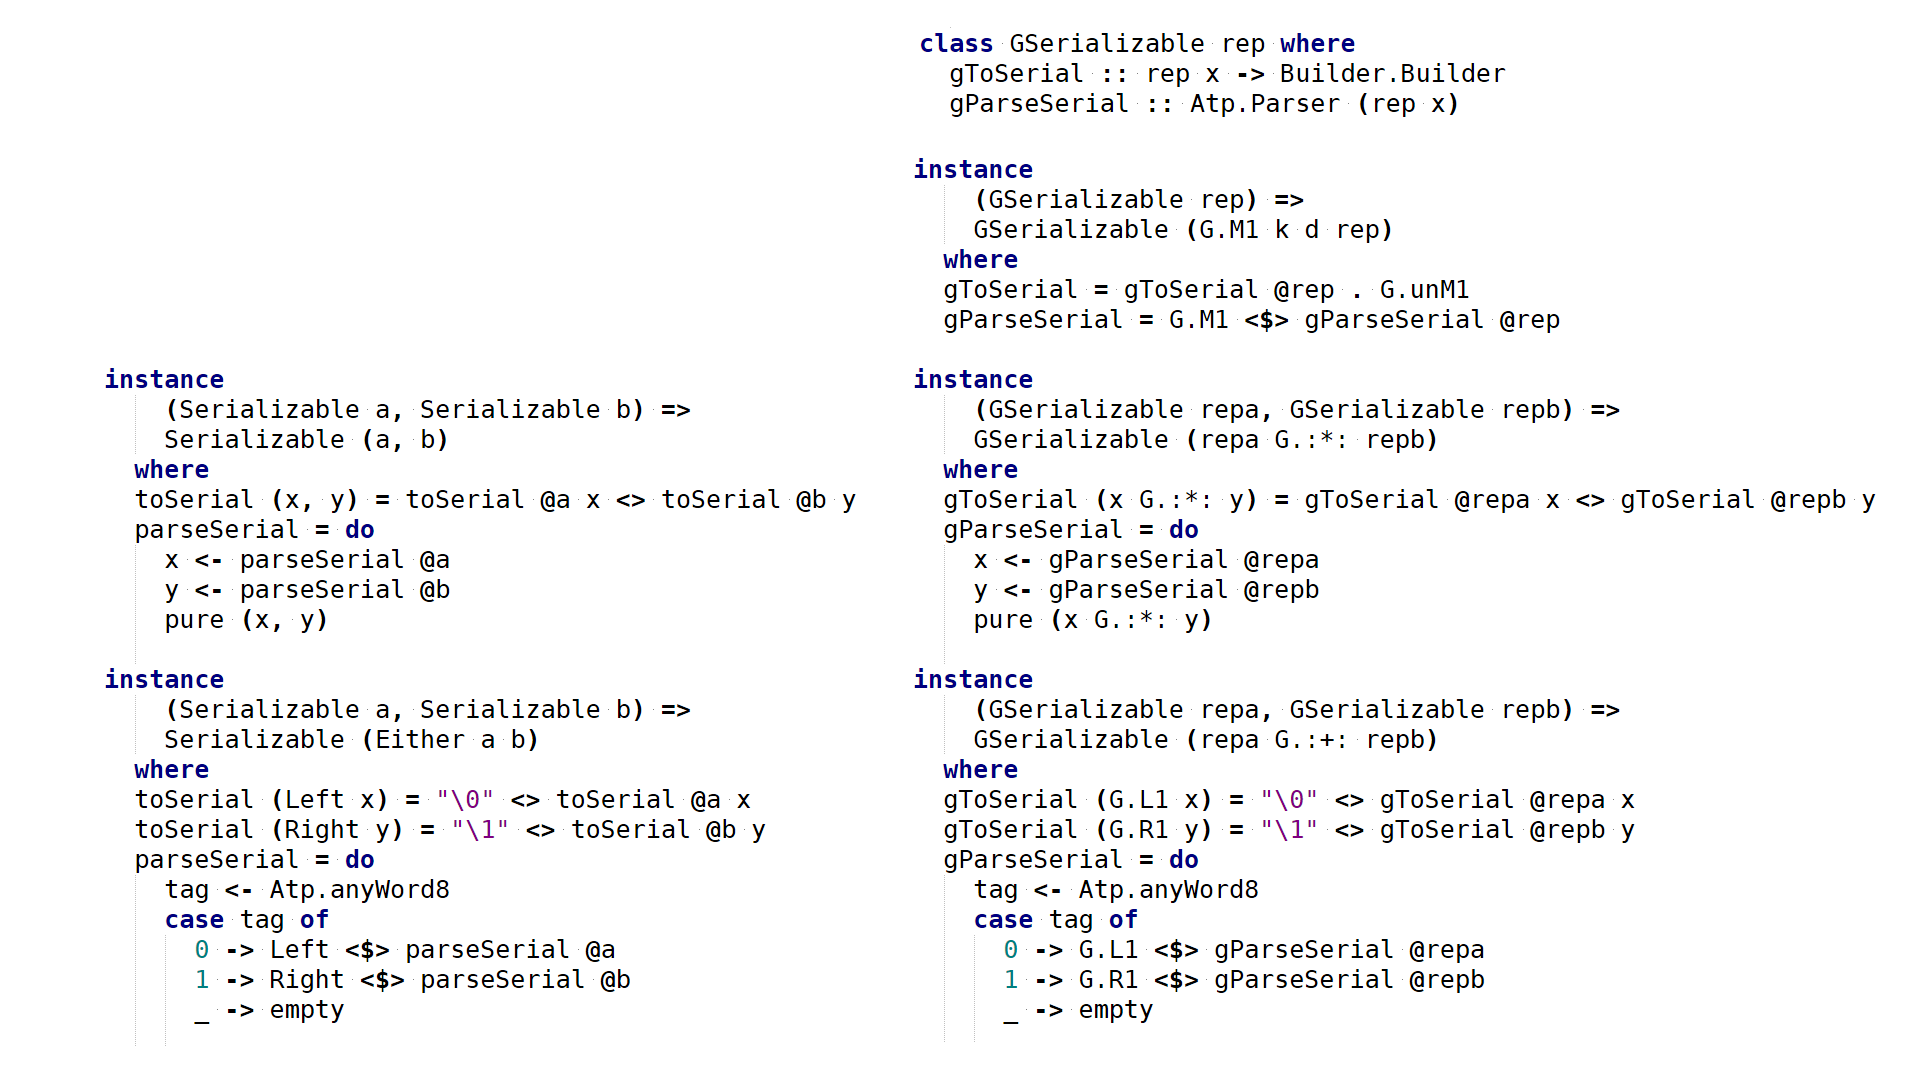 class GSerializable rep where
  gToSerial :: rep x -> Builder.Builder
  gParseSerial :: Atp.Parser (rep x)

instance
    (GSerializable rep) =>
    GSerializable (G.M1 k d rep)
  where
  gToSerial = gToSerial @rep . G.unM1
  gParseSerial = G.M1 <$> gParseSerial @rep

instance
    (Serializable a, Serializable b) =>
    Serializable (a, b)
  where
  toSerial (x, y) = toSerial @a x <> toSerial @b y
  parseSerial = do
    x <- parseSerial @a
    y <- parseSerial @b
    pure (x, y)

instance
    (Serializable a, Serializable b) =>
    Serializable (Either a b)
  where
  toSerial (Left x) = "\0" <> toSerial @a x
  toSerial (Right y) = "\1" <> toSerial @b y
  parseSerial = do
    tag <- Atp.anyWord8
    case tag of
      0 -> Left <$> parseSerial @a
      1 -> Right <$> parseSerial @b
      _ -> empty

instance
    (GSerializable repa, GSerializable repb) =>
    GSerializable (repa G.:*: repb)
  where
  gToSerial (x G.:*: y) = gToSerial @repa x <> gToSerial @repb y
  gParseSerial = do
    x <- gParseSerial @repa
    y <- gParseSerial @repb
    pure (x G.:*: y)

instance
    (GSerializable repa, GSerializable repb) =>
    GSerializable (repa G.:+: repb)
  where
  gToSerial (G.L1 x) = "\0" <> gToSerial @repa x
  gToSerial (G.R1 y) = "\1" <> gToSerial @repb y
  gParseSerial = do
    tag <- Atp.anyWord8
    case tag of
      0 -> G.L1 <$> gParseSerial @repa
      1 -> G.R1 <$> gParseSerial @repb
      _ -> empty